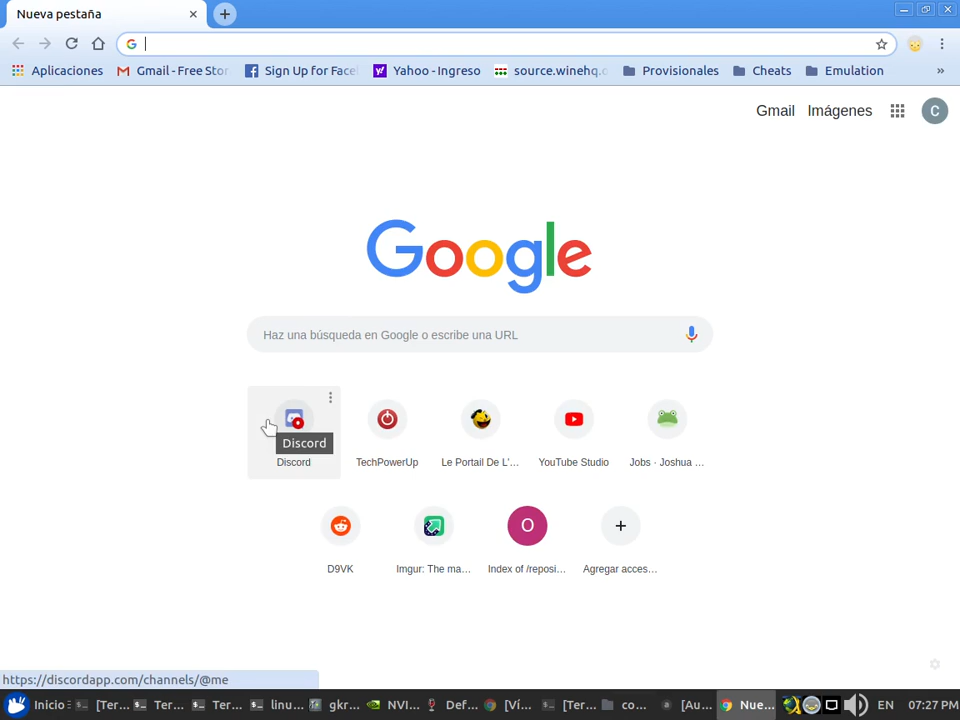 Nueva pestaña
Aplicaciones
Gmail - Free Stor
Sign Up for Face
Yahoo - Ingreso
source.winehq.o
Provisionales
Cheats
Emulation
»
Gmail Imágenes
C
Google
Haz una búsqueda en Google o escribe una URL
Discord
Discord
TechPowerUp
Le Portail De L'...
YouTube Studio
Jobs · Joshua ...
O
D9VK
Imgur: The ma...
Index of /reposi...
Agregar acces...
https://discordapp.com/channels/@me
Inicio
[Ter...
Ter...
Ter...
linu...
gkr...
NVI...
Def...
[Ví...
[Ter...
co...
[Au...
Nue...
EN
07:27 PM